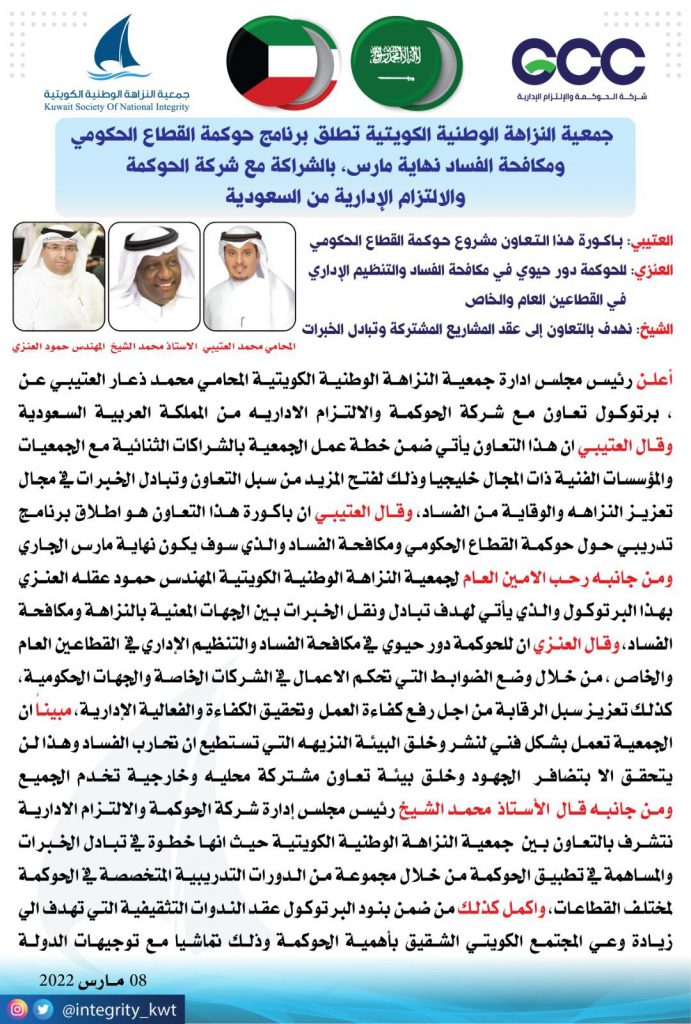 جمعية النزاهة الوطنية الكويتية
Kuwait Society Of National Integrity
GCC
شركة الحوكمة والإلتزام الإدارية
جمعية النزاهة الوطنية الكويتية تطلق برنامج حوكمة القطاع الحكومي
ومكافحة الفساد نهاية مارس، بالشراكة مع شركة الحوكمة
والالتزام الإدارية من السعودية
العتيبي: باكورة هذا التعاون مشروع حوكمة القطاع الحكومي
العنزي: للحوكمة دور حيوي في مكافحة الفساد والتنظيم الإداري
في القطاعين العام والخاص
الشيخ: نهدف بالتعاون إلى عقد المشاريع المشتركة وتبادل الخبرات
المحامي محمد العتيبي
الاستاذ محمد الشيخ
المهندس حمود العنزي
أعلن رئيس مجلس ادارة جمعية النزاهة الوطنية الكويتية المحامي محمد ذعار العتيبي عن
، برتوكول تعاون مع شركة الحوكمة والالتزام الاداريه من المملكة العربية السعودية
وقال العتيبي ان هذا التعاون يأتي ضمن خطة عمل الجمعية بالشراكات الثنائية مع الجمعيات
والمؤسسات الفنية ذات المجال خليجيا وذلك لفتح المزيد من سبل التعاون وتبادل الخبرات في مجال
تعزيز النزاهه والوقاية من الفساد، وقال العتيبي ان باكورة هذا التعاون هو اطلاق برنامج
تدريبي حول حوكمة القطاع الحكومي ومكافحة الفساد والذي سوف يكون نهاية مارس الجاري
ومن جانبه رحب الامين العام لجمعية النزاهة الوطنية الكويتية المهندس حمود عقله العنزي
بهذا البرتوكول والذي يأتي لهدف تبادل ونقل الخبرات بين الجهات المعنية بالنزاهة ومكافحة
الفساد، وقال العنزي ان للحوكمة دور حيوي في مكافحة الفساد والتنظيم الإداري في القطاعين العام
والخاص ، من خلال وضع الضوابط التي تحكم الاعمال في الشركات الخاصة والجهات الحكومية،
كذلك تعزيز سبل الرقابة من اجل رفع كفاءة العمل وتحقيق الكفاءة والفعالية الإدارية، مبيناً ان
الجمعية تعمل بشكل فني لنشر وخلق البيئة النزيهه التي تستطيع ان تحارب الفساد وهذا لن
يتحقق الا بتضافر الجهود وخلق بيئة تعاون مشتركة محليه وخارجية تخدم الجميع
ومن جانبه قال الأستاذ محمد الشيخ رئيس مجلس إدارة شركة الحوكمة والالتزام الادارية
نتشرف بالتعاون بين جمعية النزاهة الوطنية الكويتية حيث انها خطوة في تبادل الخبرات
والمساهمة في تطبيق الحوكمة من خلال مجموعة من الدورات التدريبية المتخصصة في الحوكمة
لمختلف القطاعات، واكمل كذلك من ضمن بنود البرتوكول عقد الندوات التثقيفية التي تهدف الي
زيادة وعي المجتمع الكويتي الشقيق بأهمية الحوكمة وذلك تماشيا مع توجيهات الدولة
08 مارس 2022
@integrity_kwt